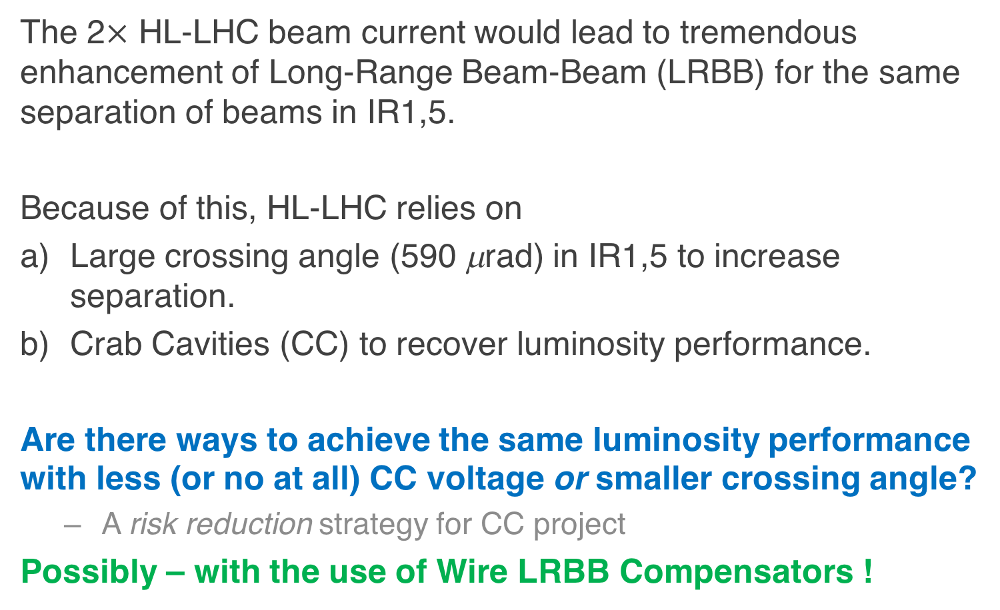 The 2× HL-LHC beam current would lead to tremendous
enhancement of Long-Range Beam-Beam (LRBB) for the same
separation of beams in IR1,5.
Because of this, HL-LHC relies on
a) Large crossing angle (590 μrad) in IR1,5 to increase
separation.
b) Crab Cavities (CC) to recover luminosity performance.
Are there ways to achieve the same luminosity performance
with less (or no at all) CC voltage or smaller crossing angle?
– A risk reduction strategy for CC project
Possibly – with the use of Wire LRBB Compensators !